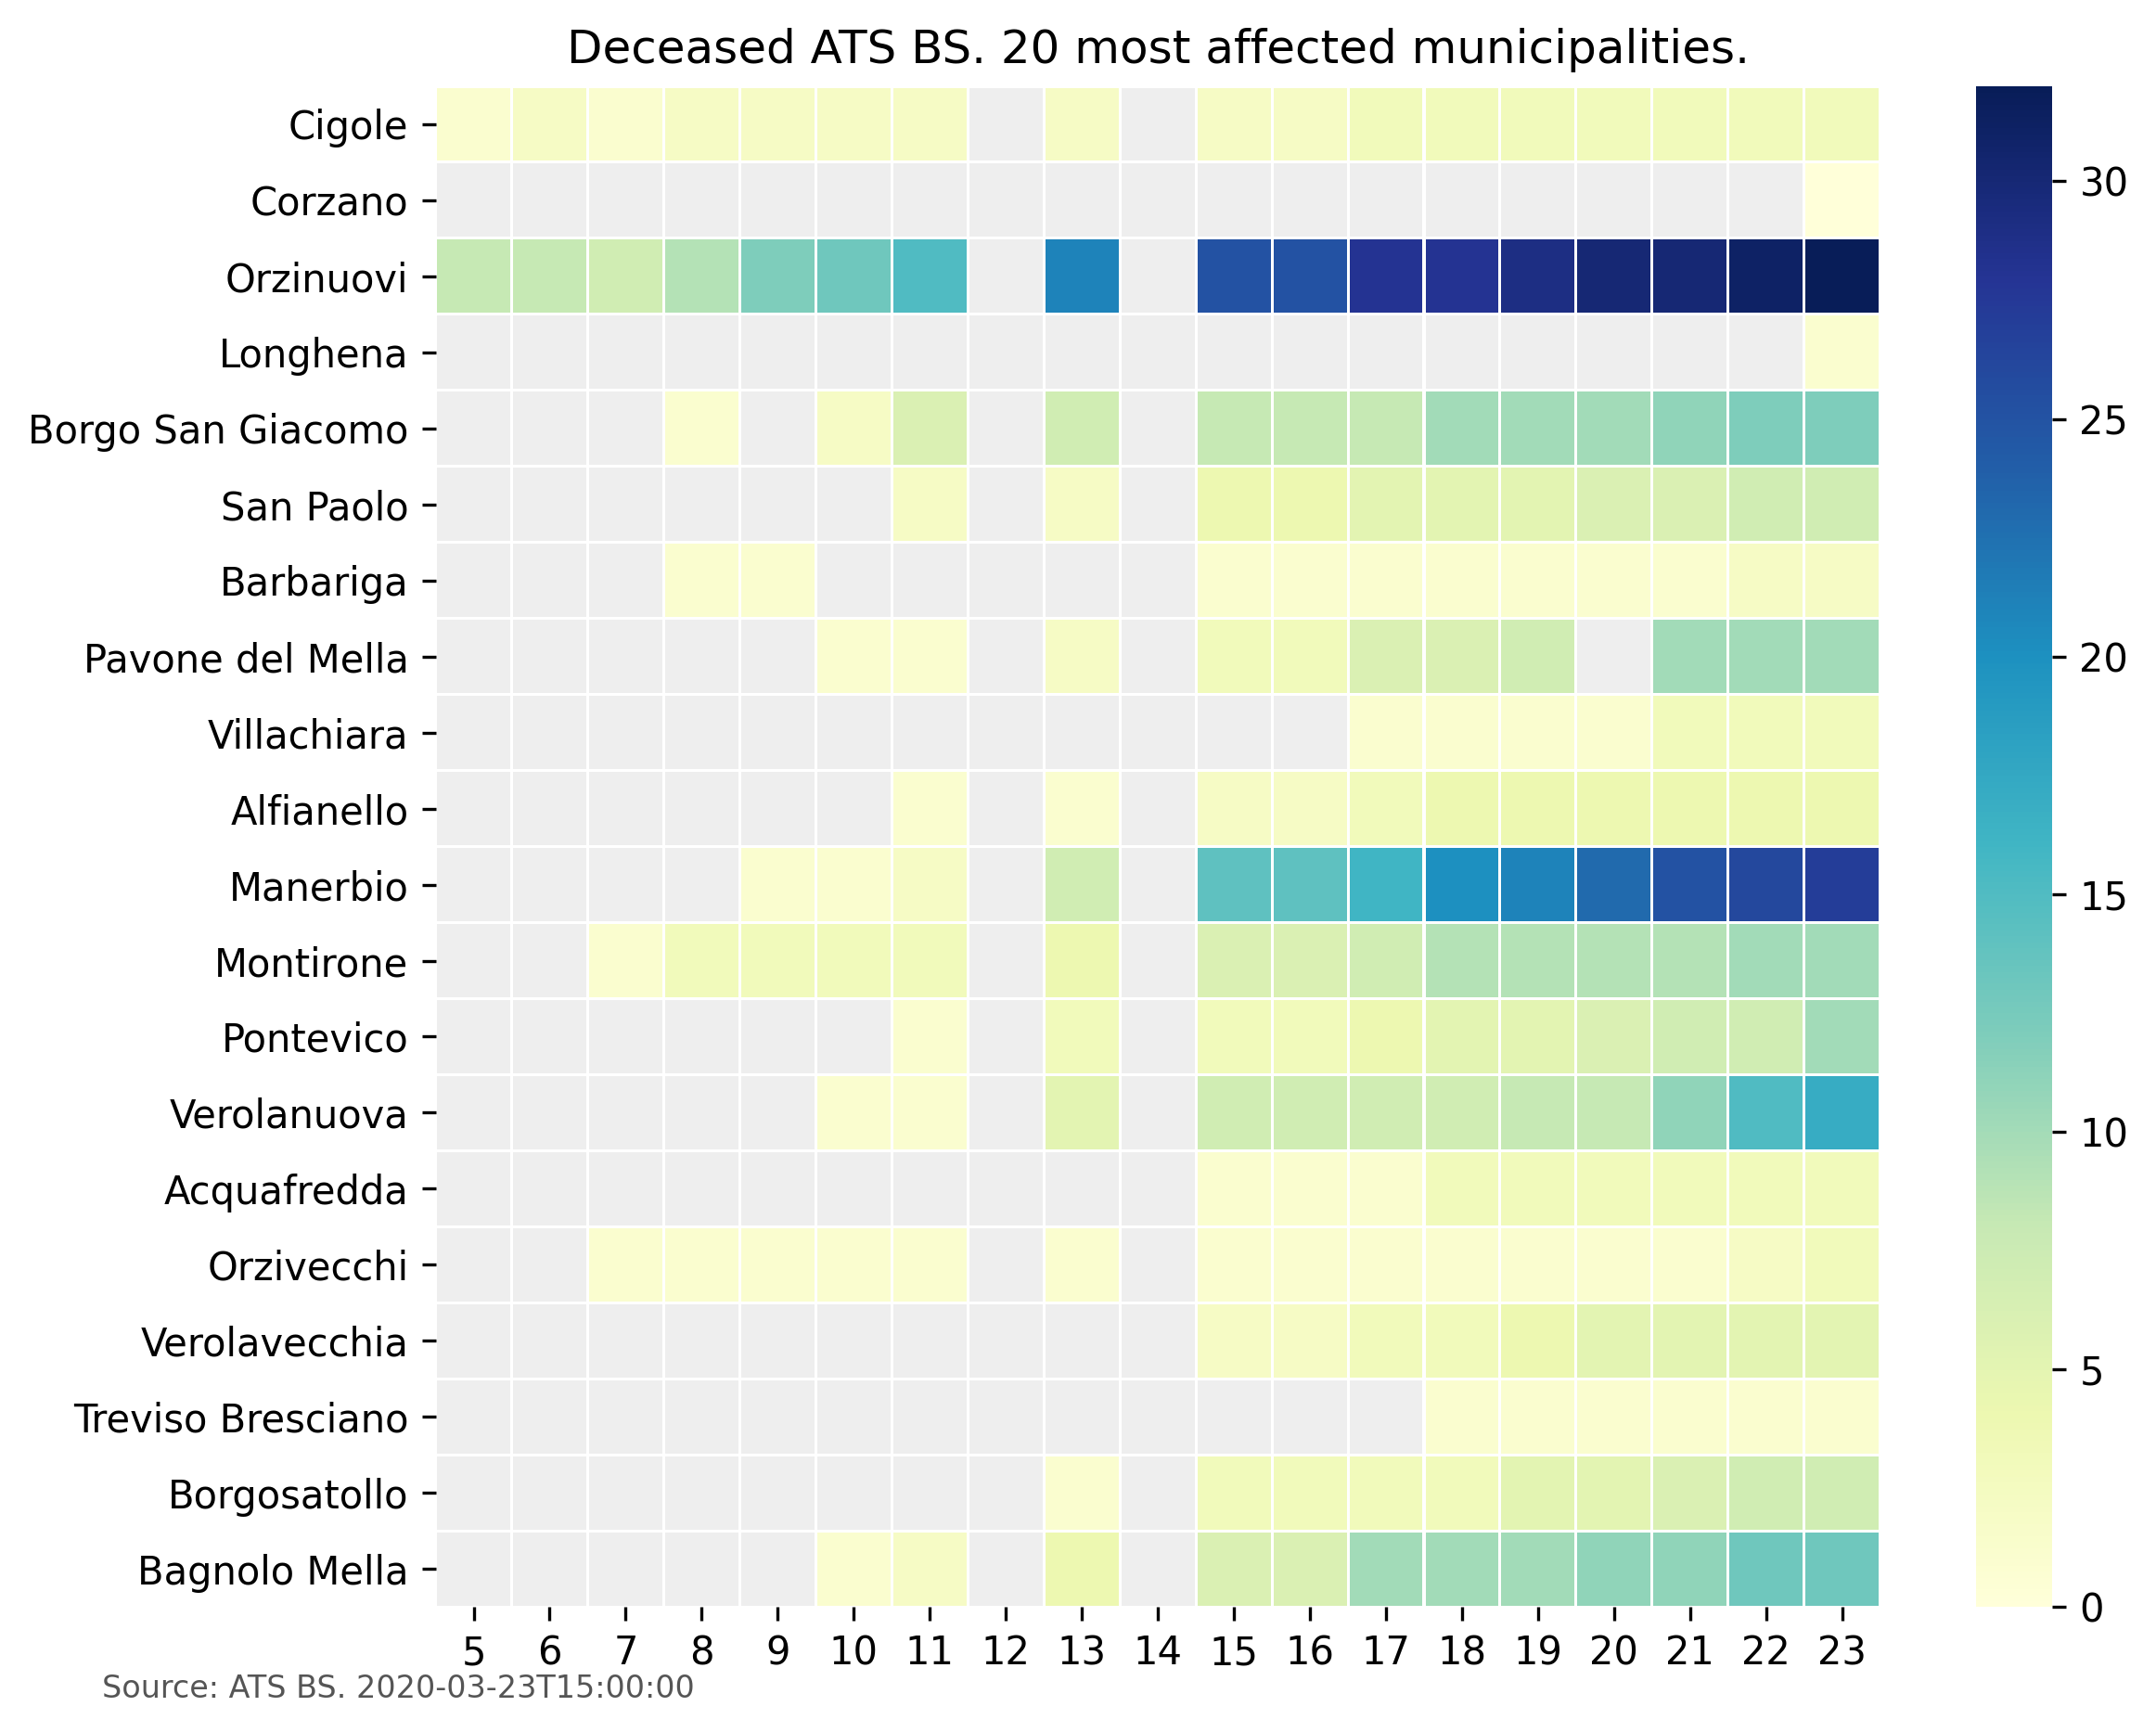 Deceased ATS BS. 20 most affected municipalities.
Cigole
Corzano
Orzinuovi
Longhena
Borgo San Giacomo
San Paolo
Barbariga
Pavone del Mella
Villachiara
Alfianello
Manerbio
Montirone
Pontevico
Verolanuova
Acquafredda
Orzivecchi
Verolavecchia
Treviso Bresciano
Borgosatollo
Bagnolo Mella
5 6 7 8 9 10 11 12 13 14 15 16 17 18 19 20 21 22 23
30
25
20
15
10
5
0
Source: ATS BS. 2020-03-23T15:00:00